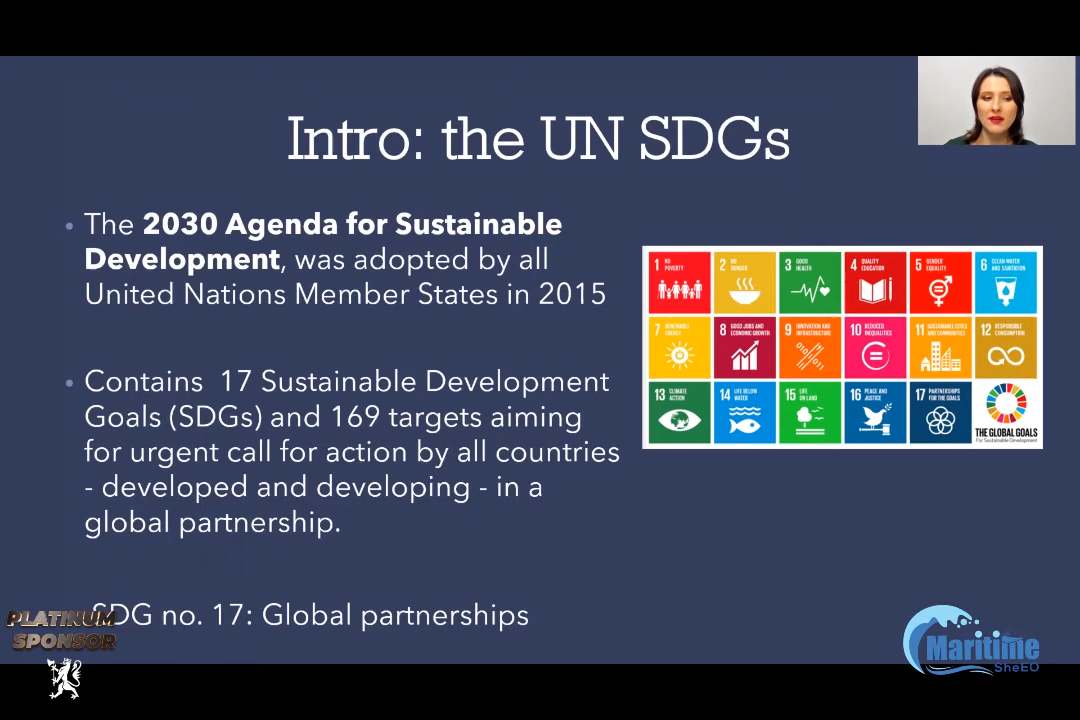 Intro: the UN SDGs
• The 2030 Agenda for Sustainable
Development, was adopted by all
United Nations Member States in 2015
• Contains 17 Sustainable Development
Goals (SDGs) and 169 targets aiming
for urgent call for action by all countries
- developed and developing - in a
global partnership.
SDG no. 17: Global partnerships
1 NO POVERTY
2 NO HUNGER
3 GOOD HEALTH
4 QUALITY EDUCATION
5 GENDER EQUALITY
6 CLEAN WATER AND SANITATION
7 RENEWABLE ENERGY
8 GOOD JOBS AND ECONOMIC GROWTH
9 INNOVATION AND INFRASTRUCTURE
10 REDUCED INEQUALITIES
11 SUSTAINABLE CITIES AND COMMUNITIES
12 RESPONSIBLE CONSUMPTION
13 CLIMATE ACTION
14 LIFE BELOW WATER
15 LIFE ON LAND
16 PEACE AND JUSTICE
17 PARTNERSHIPS FOR THE GOALS
THE GLOBAL GOALS
For Sustainable Development
PLATINUM
SPONSOR
Maritime
SheEO